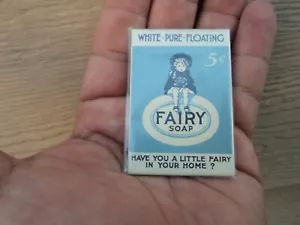 WHITE - PURE - FLOATING
5¢
FAIRY
SOAP
HAVE YOU A LITTLE FAIRY
IN YOUR HOME ?